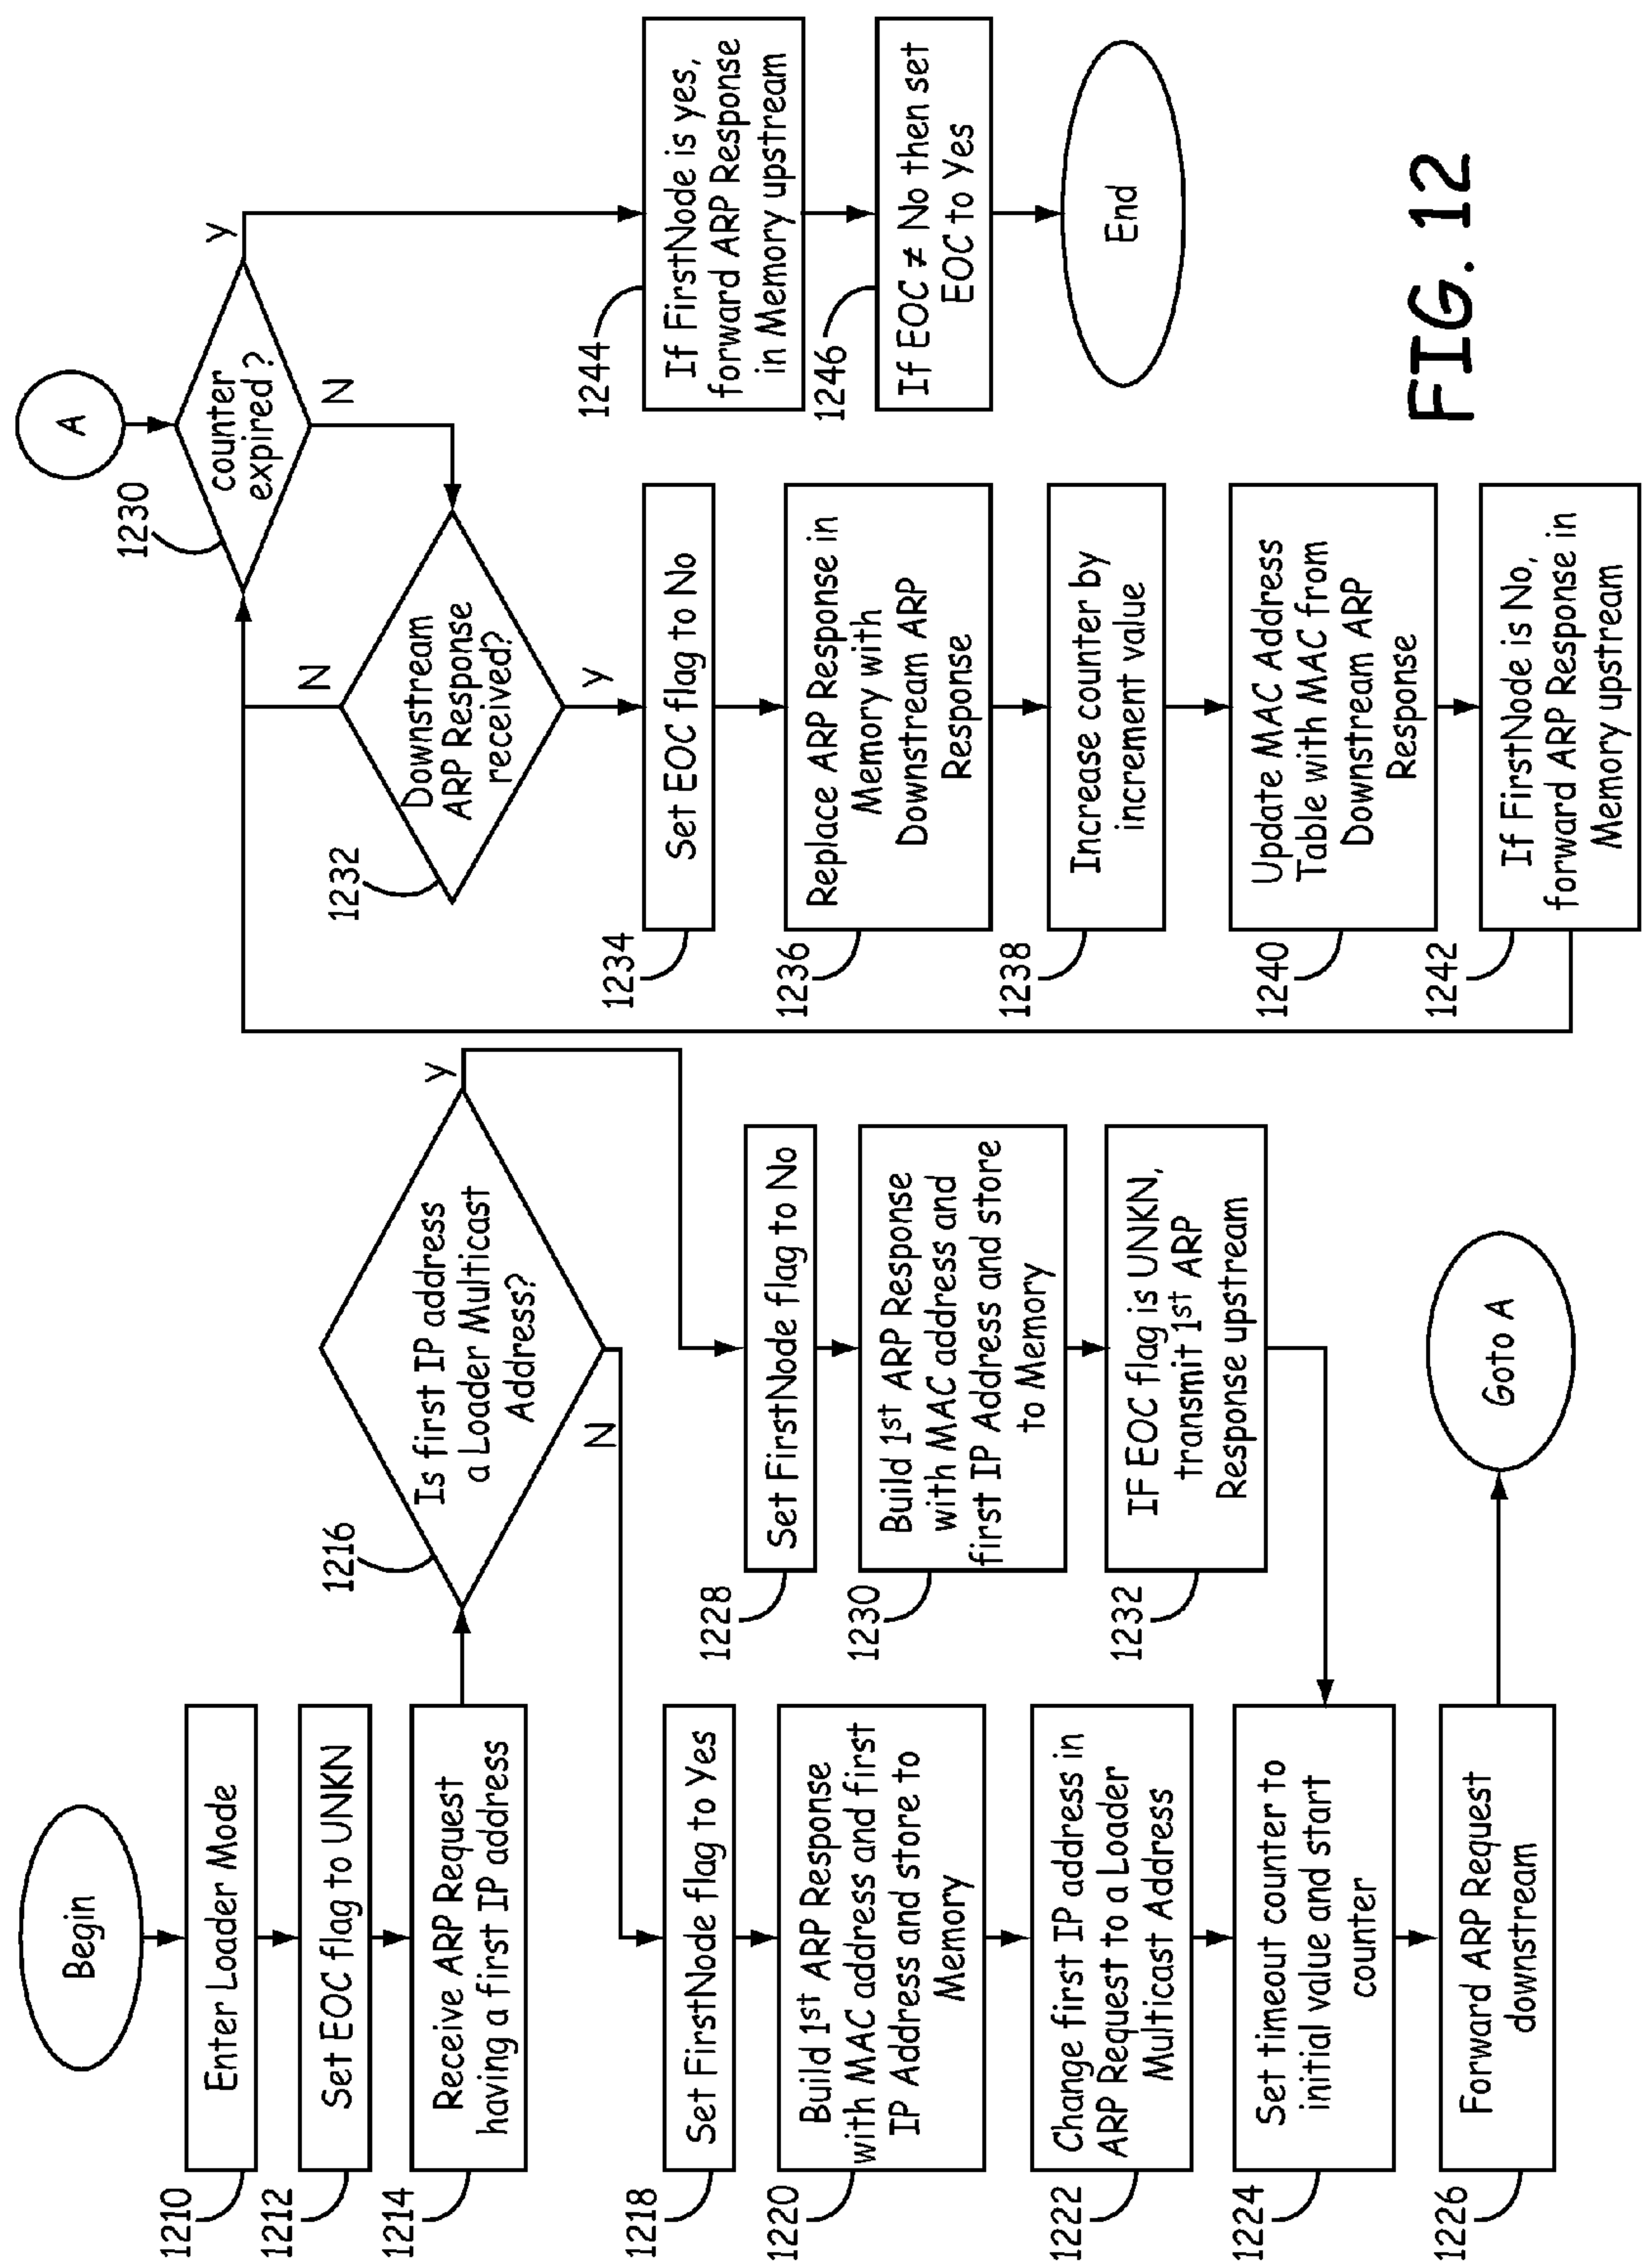 Begin
1210
Enter Loader Mode
1212
Set EOC flag to UNKN
1214
Receive ARP Request
having a first IP address
1216
Is first IP address
a Loader Multicast
Address?
Y
N
1218
Set FirstNode flag to Yes
1220
Build 1st ARP Response
with MAC address and first
IP Address and store to
Memory
1222
Change first IP address in
ARP Request to a Loader
Multicast Address
1224
Set timeout counter to
initial value and start
counter
1226
Forward ARP Request
downstream
1228
Set FirstNode flag to No
1230
Build 1st ARP Response
with MAC address and
first IP Address and store
to Memory
1232
IF EOC flag is UNKN,
transmit 1st ARP
Response upstream
Goto A
A
1230
counter
expired?
Y
N
1232
Downstream
ARP Response
received?
N
Y
1234
Set EOC flag to No
1236
Replace ARP Response in
Memory with
Downstream ARP
Response
1238
Increase counter by
increment value
1240
Update MAC Address
Table with MAC from
Downstream ARP
Response
1242
If FirstNode is No,
forward ARP Response in
Memory upstream
1244
If FirstNode is yes,
forward ARP Response
in Memory upstream
1246
If EOC ≠ No then set
EOC to Yes
End
FIG. 12